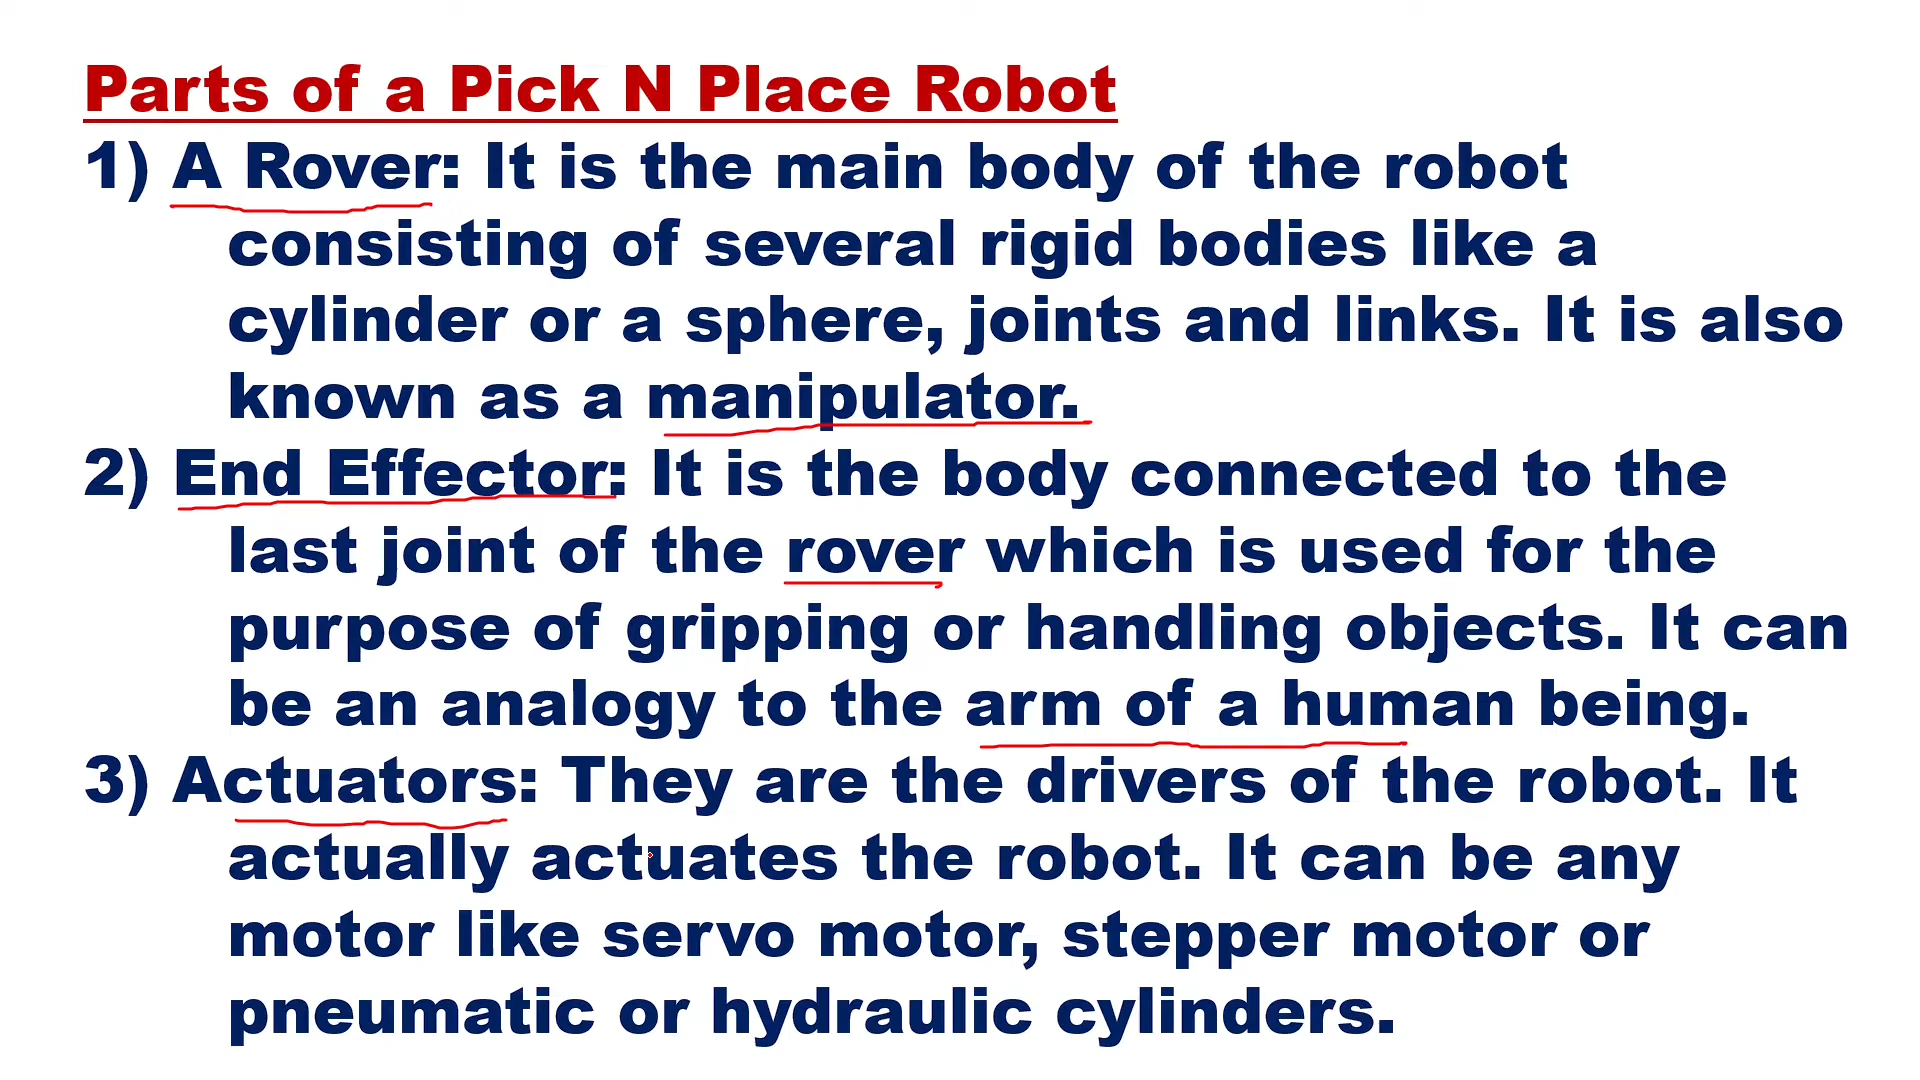 Parts of a Pick N Place Robot
1) A Rover: It is the main body of the robot
consisting of several rigid bodies like a
cylinder or a sphere, joints and links. It is also
known as a manipulator.
2) End Effector: It is the body connected to the
last joint of the rover which is used for the
purpose of gripping or handling objects. It can
be an analogy to the arm of a human being.
3) Actuators: They are the drivers of the robot. It
actually actuates the robot. It can be any
motor like servo motor, stepper motor or
pneumatic or hydraulic cylinders.